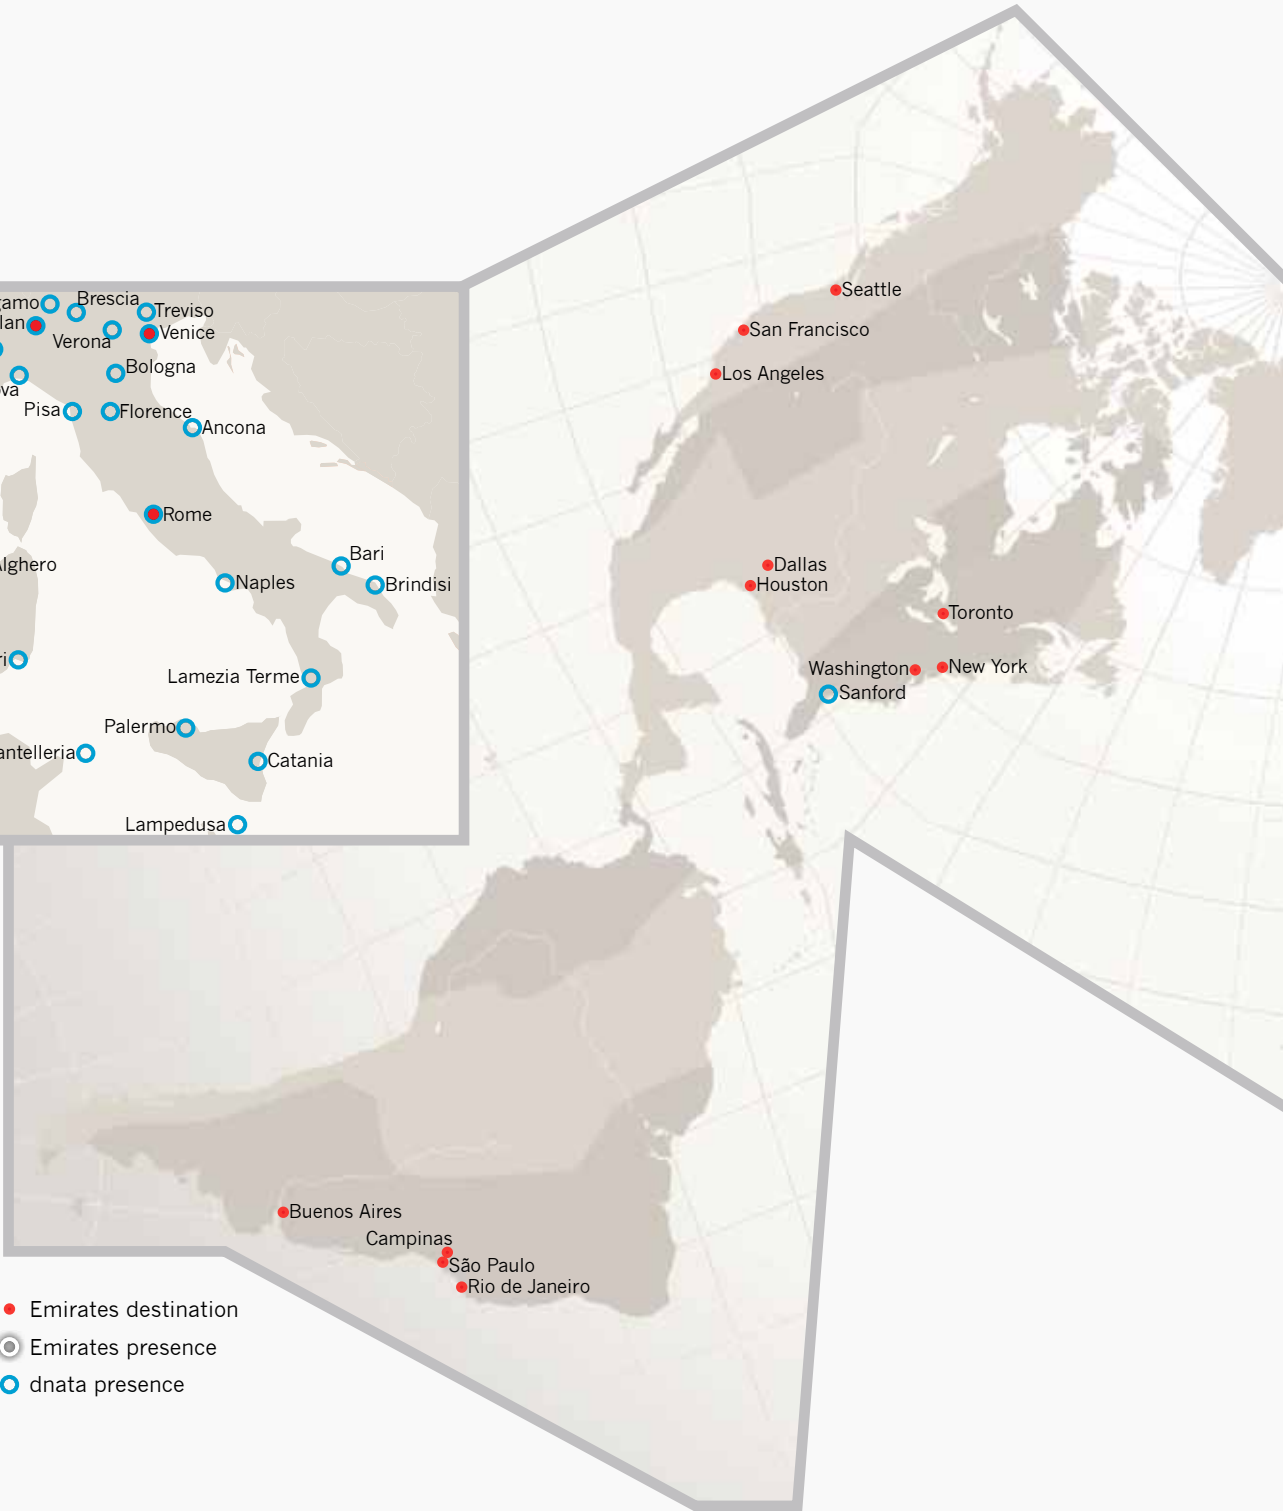 Seattle
San Francisco
Los Angeles
Brescia
Treviso
Venice
Verona
Bologna
Pisa
Florence
Ancona
Rome
Bari
Alghero
Naples
Brindisi
Lamezia Terme
Palermo
antelleria
Catania
Lampedusa
Dallas
Houston
Toronto
Washington
New York
Sanford
Buenos Aires
Campinas
São Paulo
Rio de Janeiro
Emirates destination
Emirates presence
dnata presence